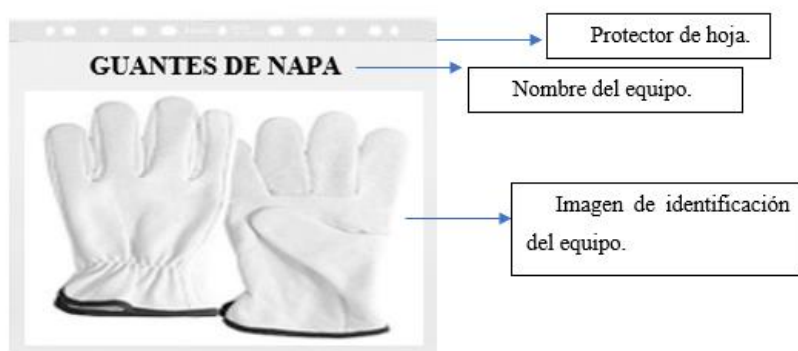 Protector de hoja.
GUANTES DE NAPA
Nombre del equipo.
Imagen de identificación
del equipo.